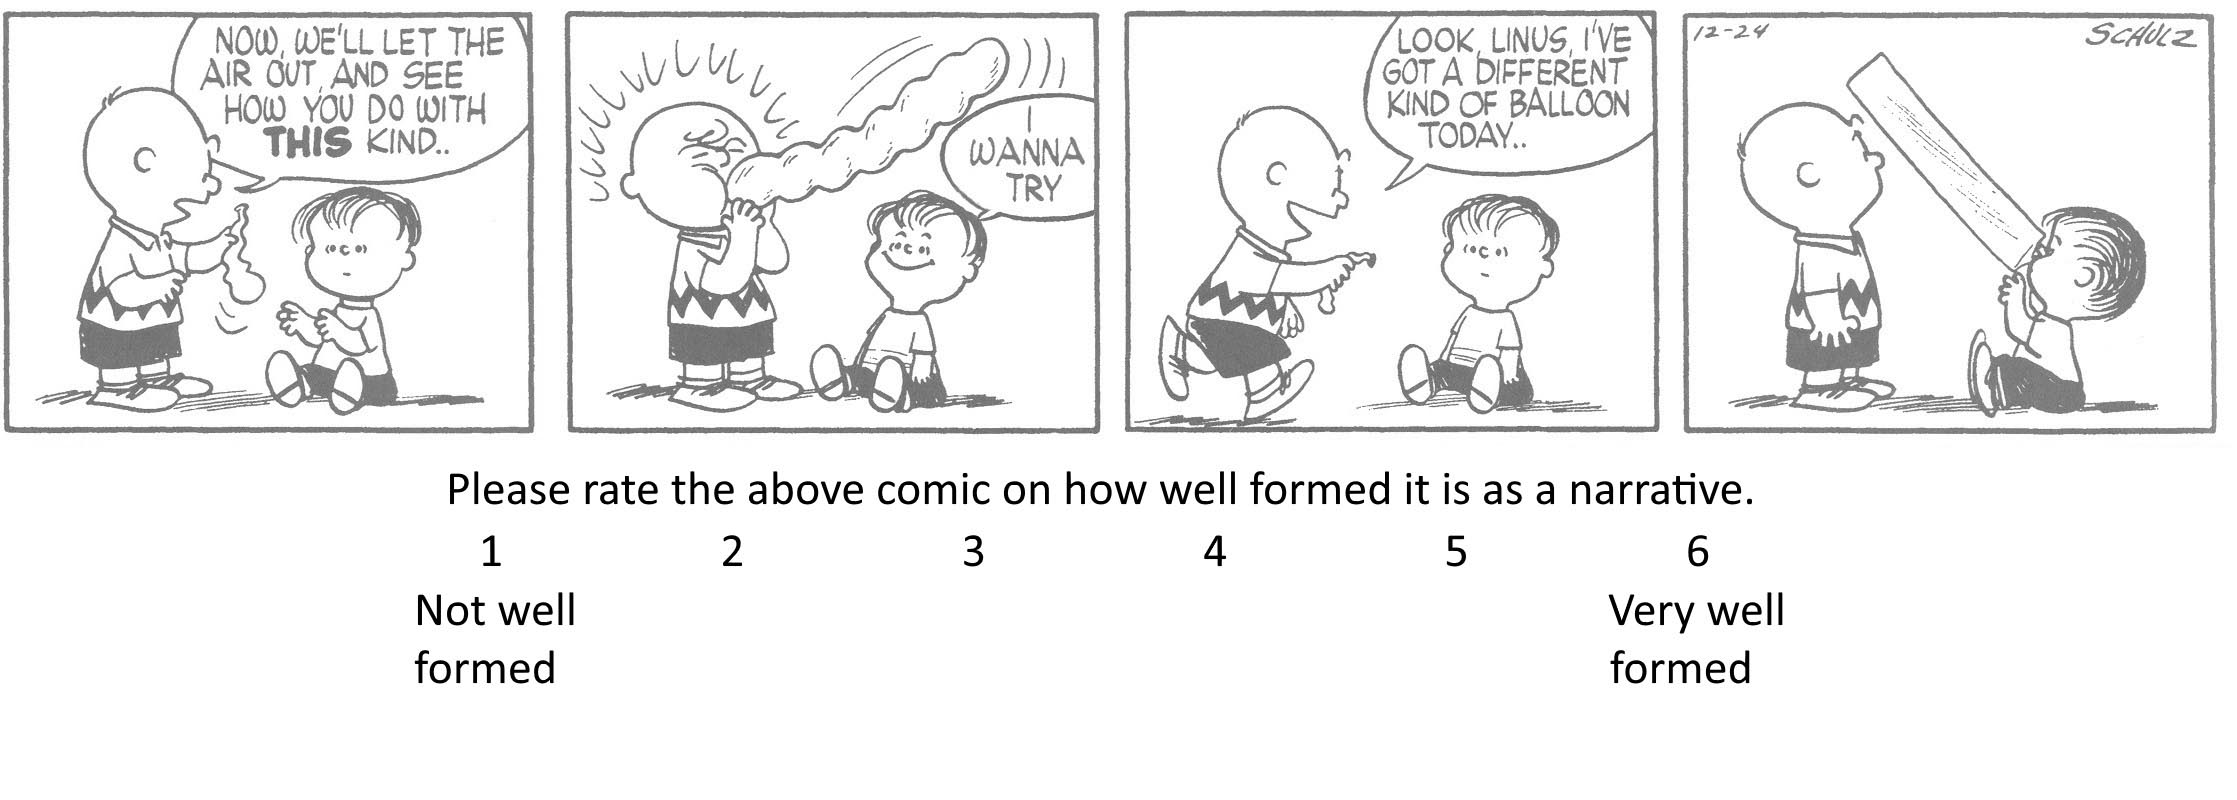 NOW, WE'LL LET THE
AIR OUT, AND SEE
HOW YOU DO WITH
THIS KIND..
I
WANNA
TRY
LOOK, LINUS, I'VE
GOT A DIFFERENT
KIND OF BALLOON
TODAY..
12-24 SCHULZ
Please rate the above comic on how well formed it is as a narrative.
1 2 3 4 5 6
Not well Very well
formed formed